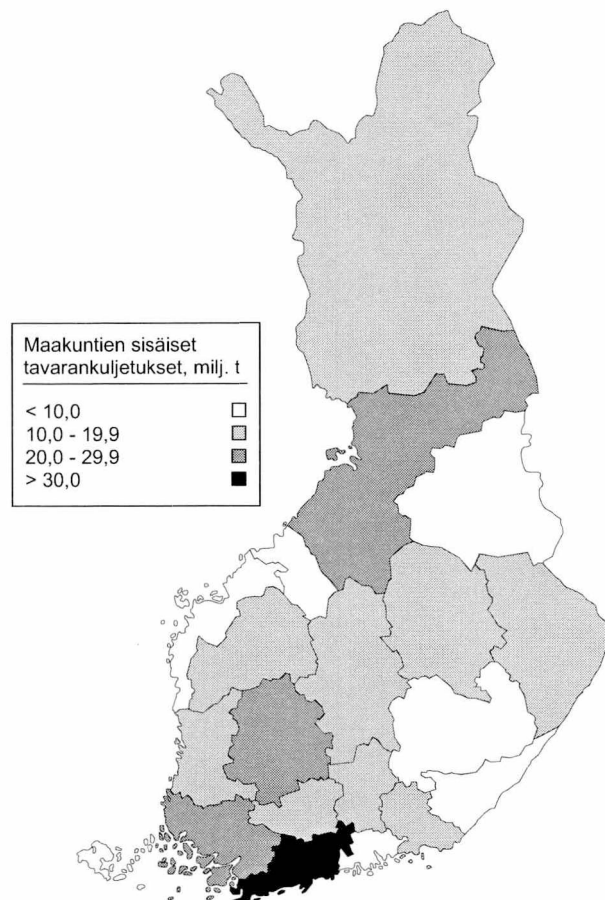 Maakuntien sisäiset
tavarankuljetukset, milj. t
< 10,0
10,0 - 19,9
20,0 - 29,9
> 30,0